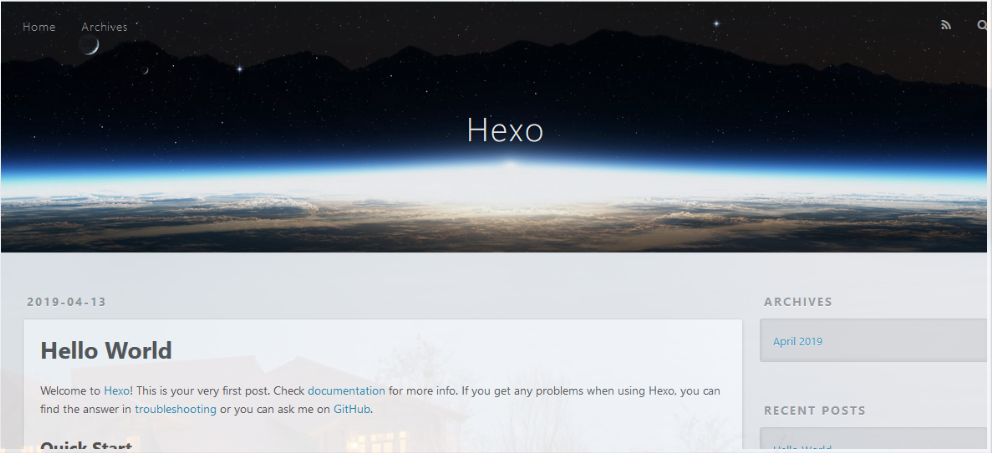 Home Archives
Hexo
2019-04-13
ARCHIVES
Hello World
April 2019
Welcome to Hexo! This is your very first post. Check documentation for more info. If you get any problems when using Hexo, you can
find the answer in troubleshooting or you can ask me on GitHub.
RECENT POSTS
Quick Start
Hello World